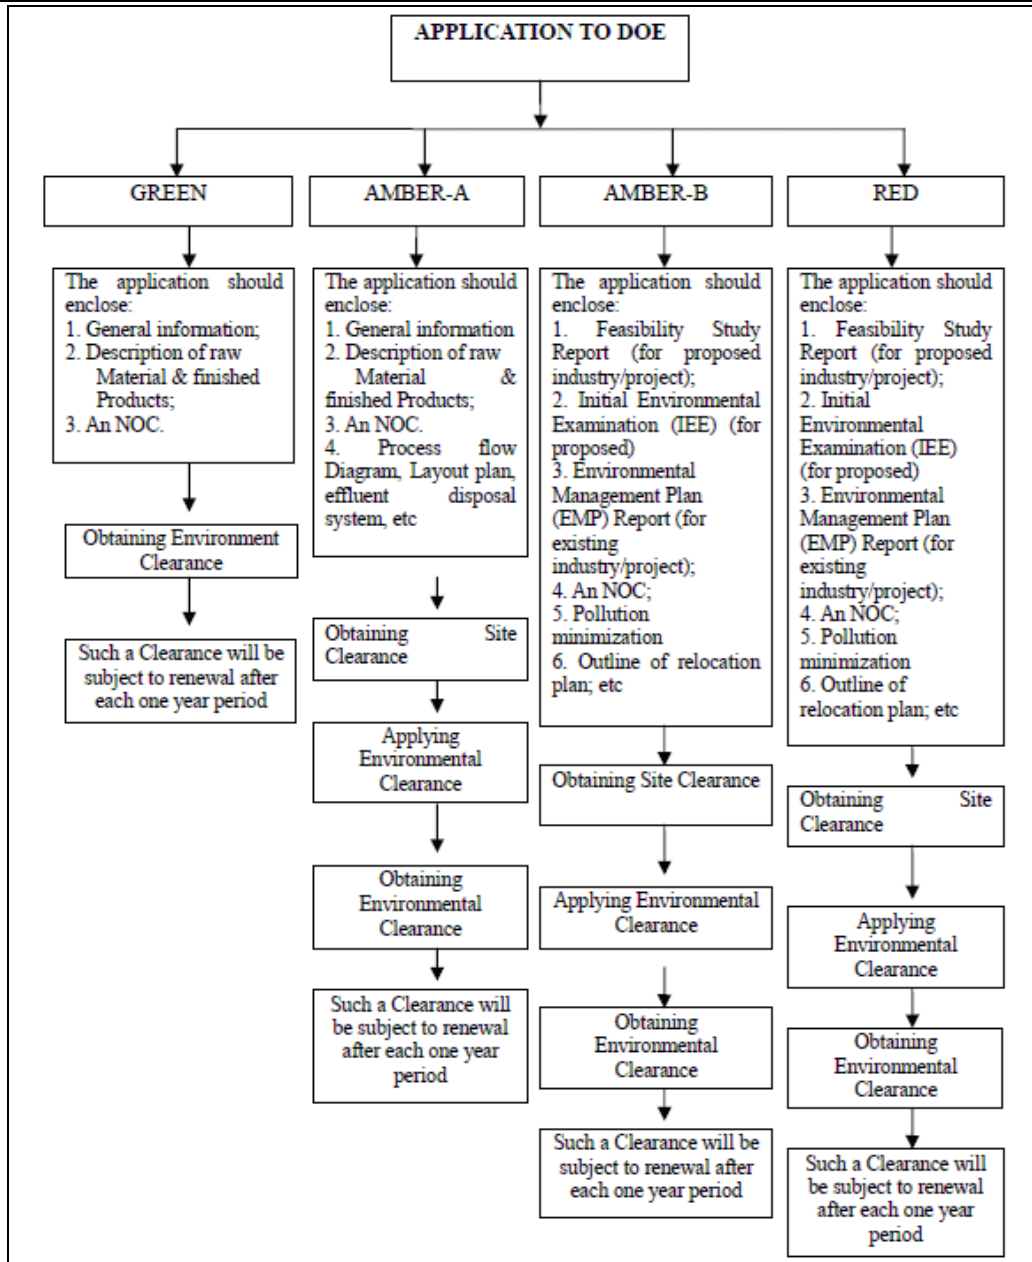 APPLICATION TO DOE
GREEN
AMBER-A
AMBER-B
RED
The application should
enclose:
1. General information;
2. Description of raw
Material & finished
Products;
3. An NOC.
Obtaining Environment
Clearance
Such a Clearance will be
subject to renewal after
each one year period
The application should
enclose:
1. General information
2. Description of raw
Material &
finished Products;
3. An NOC.
4. Process flow
Diagram, Layout plan,
effluent disposal
system, etc
Obtaining Site
Clearance
Applying
Environmental
Clearance
Obtaining
Environmental
Clearance
Such a Clearance will
be subject to renewal
after each one year
period
The application should
enclose:
1. Feasibility Study
Report (for proposed
industry/project);
2. Initial Environmental
Examination (IEE) (for
proposed)
3. Environmental
Management Plan
(EMP) Report (for
existing
industry/project);
4. An NOC;
5. Pollution
minimization
6. Outline of relocation
plan; etc
Obtaining Site Clearance
Applying Environmental
Clearance
Obtaining
Environmental
Clearance
Such a Clearance will be
subject to renewal after
each one year period
The application should
enclose:
1. Feasibility Study
Report (for proposed
industry/project);
2. Initial
Environmental
Examination (IEE)
(for proposed)
3. Environmental
Management Plan
(EMP) Report (for
existing
industry/project);
4. An NOC;
5. Pollution
minimization
6. Outline of
relocation plan; etc
Obtaining Site
Clearance
Applying
Environmental
Clearance
Obtaining
Environmental
Clearance
Such a Clearance will
be subject to renewal
after each one year
period